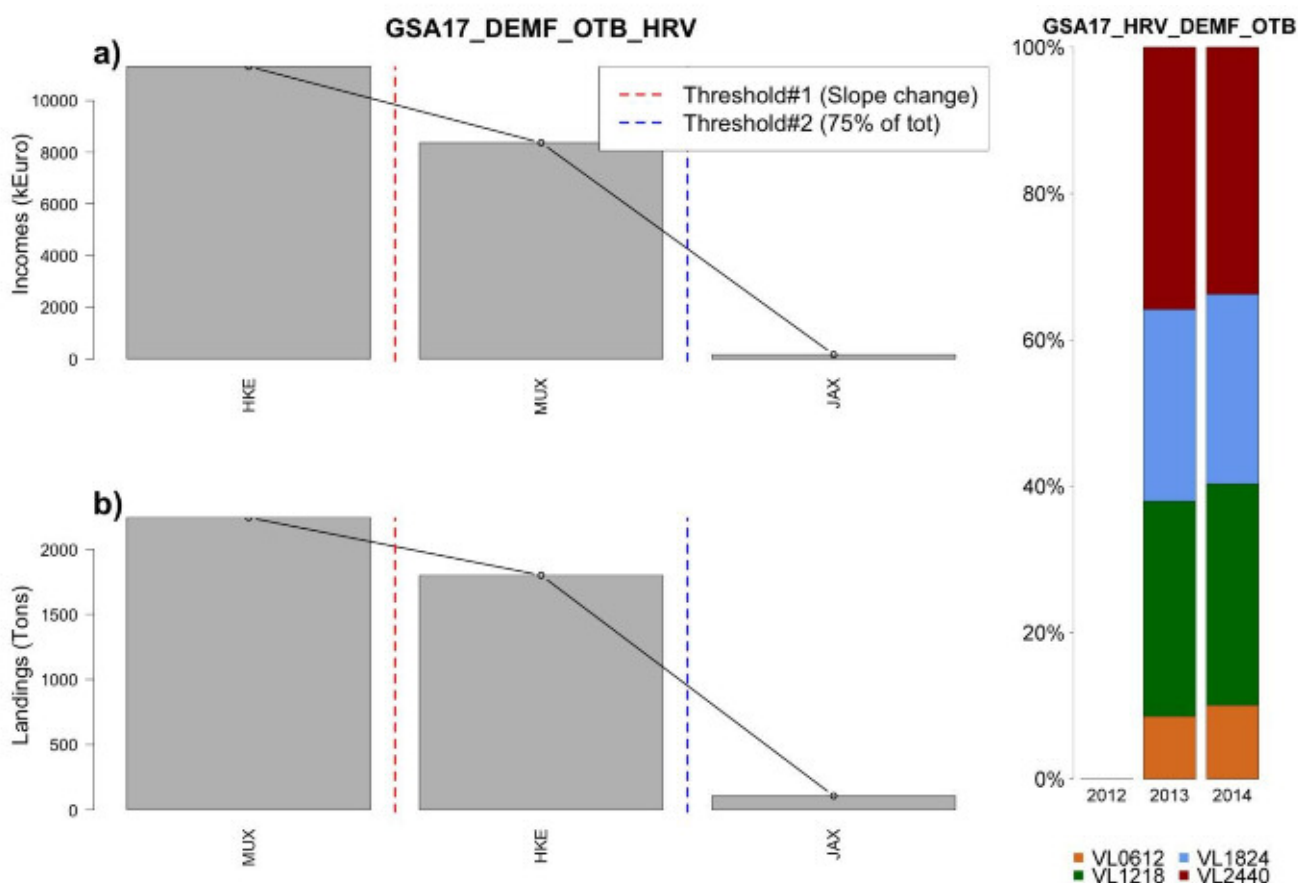 GSA17_DEMF_OTB_HRV
a)
Incomes (kEuro)
10000
8000
6000
4000
2000
0
Threshold#1 (Slope change)
Threshold#2 (75% of tot)
HKE
MUX
JAX
b)
Landings (Tons)
2000
1500
1000
500
0
MUX
HKE
JAX
GSA17_HRV_DEMF_OTB
100%
80%
60%
40%
20%
0%
2012
2013
2014
VL0612
VL1824
VL1218
VL2440